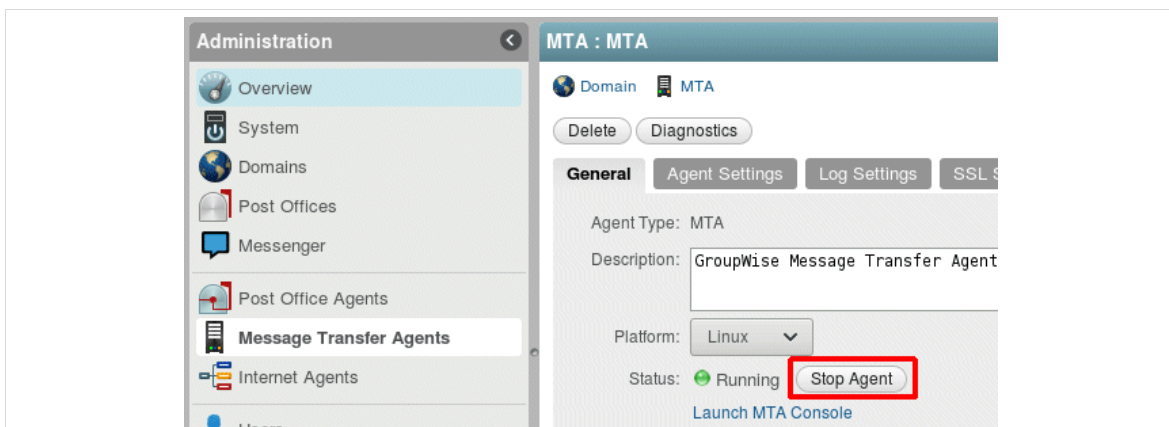 Administration
Overview
System
Domains
Post Offices
Messenger
Post Office Agents
Message Transfer Agents
Internet Agents
Users
MTA : MTA
Domain MTA
Delete Diagnostics
General Agent Settings Log Settings SSL
Agent Type: MTA
Description: GroupWise Message Transfer Agent
Platform: Linux
Status: Running Stop Agent
Launch MTA Console